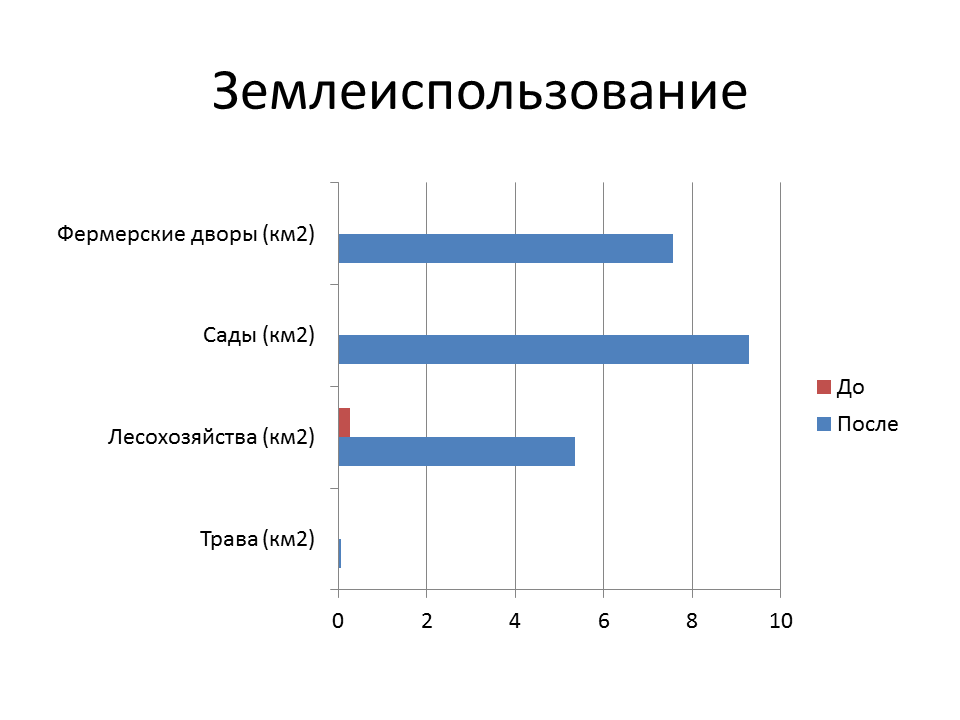 Землеиспользование
Фермерские дворы (км2)
Сады (км2)
Лесохозяйства (км2)
Трава (км2)
До
После
0 2 4 6 8 10